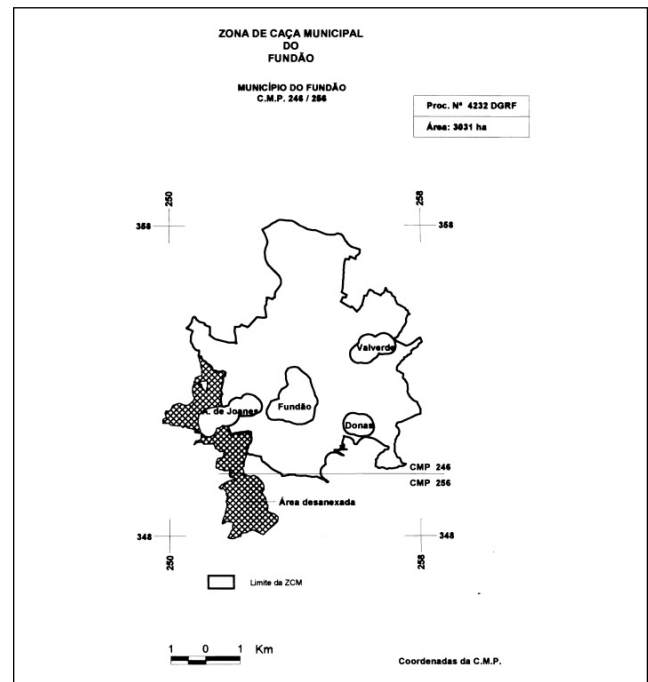 ZONA DE CAÇA MUNICIPAL
DO
FUNDÃO
MUNICÍPIO DO FUNDÃO
C.M.P. 246 / 256
Proc. Nº 4232 DGRF
Área: 3031 ha
250
258
358
358
Valverde
A. de Joanes
Fundão
Donas
CMP 246
CMP 256
Área desanexada
348
348
250
258
Limite da ZCM
1 0 1 Km
Coordenadas da C.M.P.